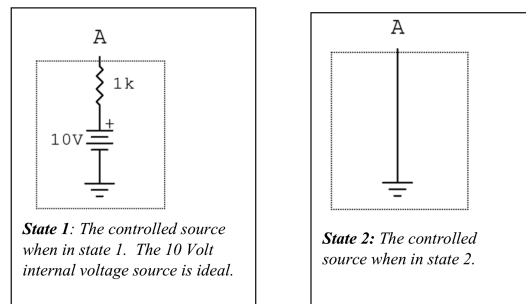 A
1k
+
10V
State 1: The controlled source
when in state 1. The 10 Volt
internal voltage source is ideal.
A
State 2: The controlled
source when in state 2.